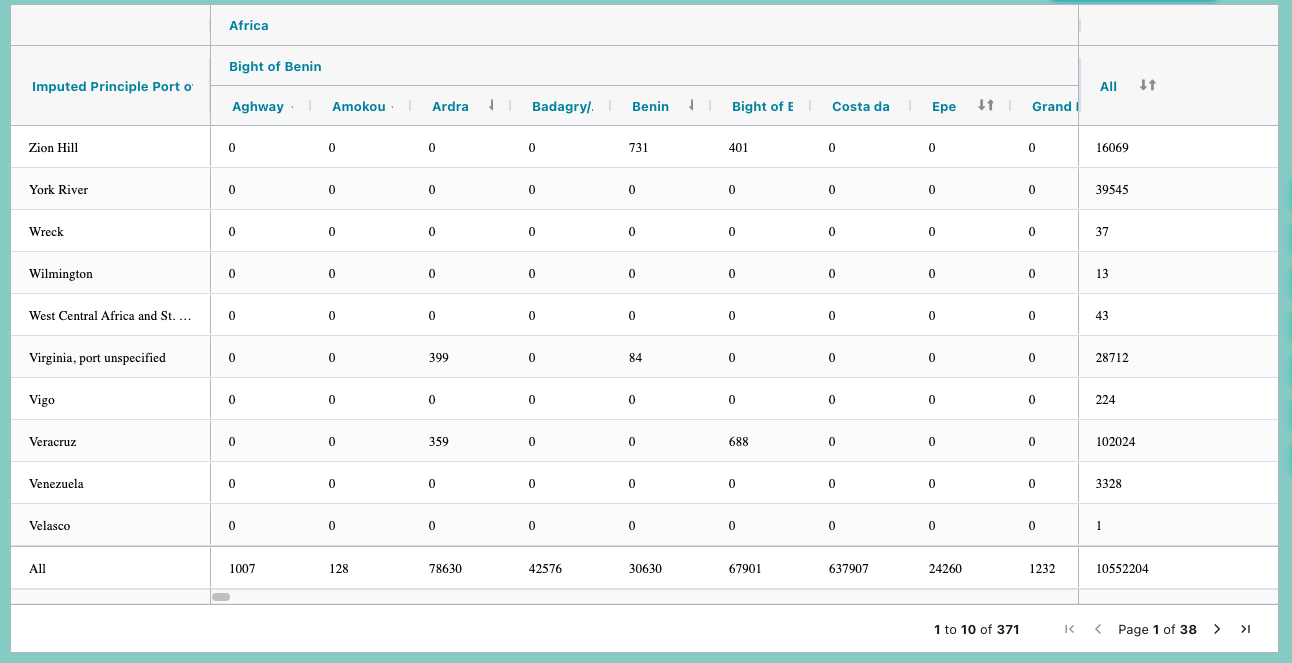 Africa
Imputed Principle Port o
Bight of Benin
All
Aghway Amokou Ardra Badagry/. Benin Bight of E Costa da Epe Grand
Zion Hill 0 0 0 0 731 401 0 0 0 16069
York River 0 0 0 0 0 0 0 0 0 39545
Wreck 0 0 0 0 0 0 0 0 0 37
Wilmington 0 0 0 0 0 0 0 0 0 13
West Central Africa and St. … 0 0 0 0 0 0 0 0 0 43
Virginia, port unspecified 0 0 399 0 84 0 0 0 0 28712
Vigo 0 0 0 0 0 0 0 0 0 224
Veracruz 0 0 359 0 0 688 0 0 0 102024
Venezuela 0 0 0 0 0 0 0 0 0 3328
Velasco 0 0 0 0 0 0 0 0 0 1
All 1007 128 78630 42576 30630 67901 637907 24260 1232 10552204
1 to 10 of 371 Page 1 of 38